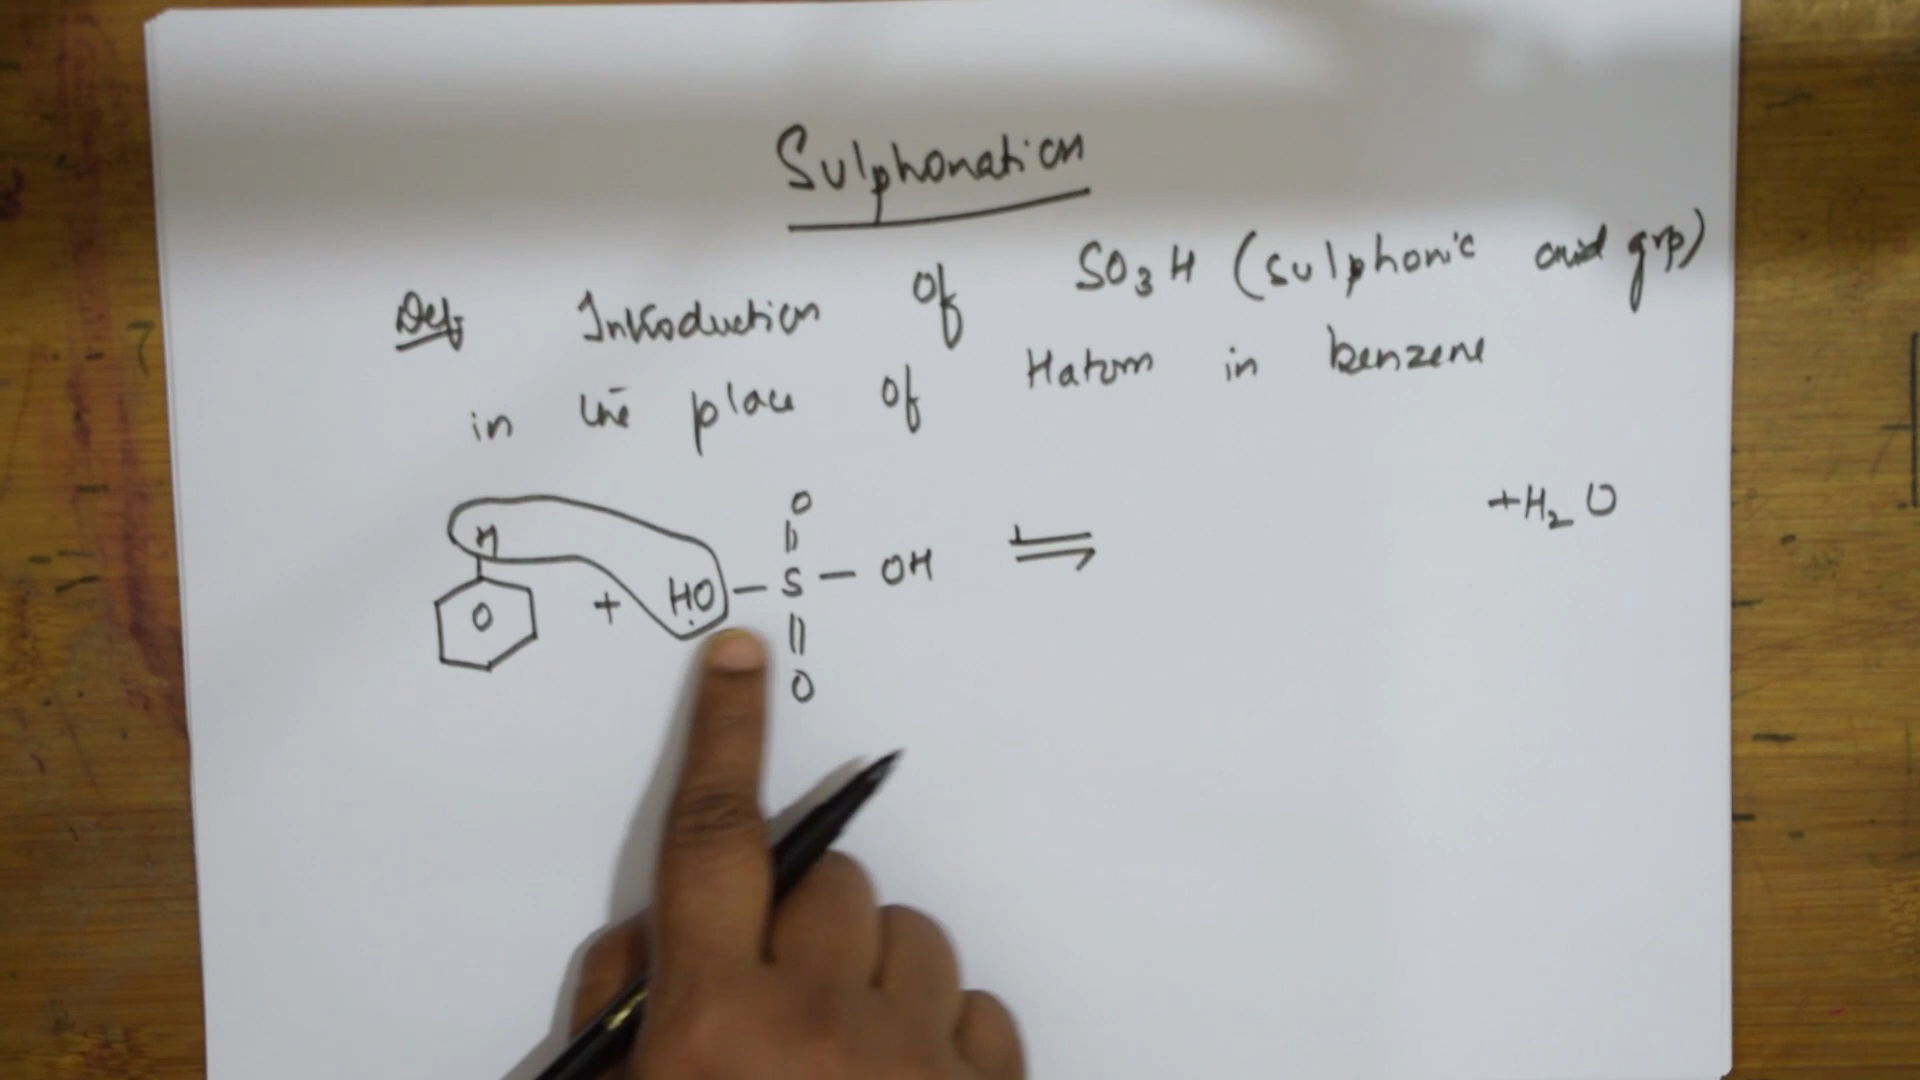 Sulphonation
Def Introduction of SO3H (sulphonic acid grp)
in the place of H atom in benzene
H + HO - S - OH ⇌ + H2O
O
O